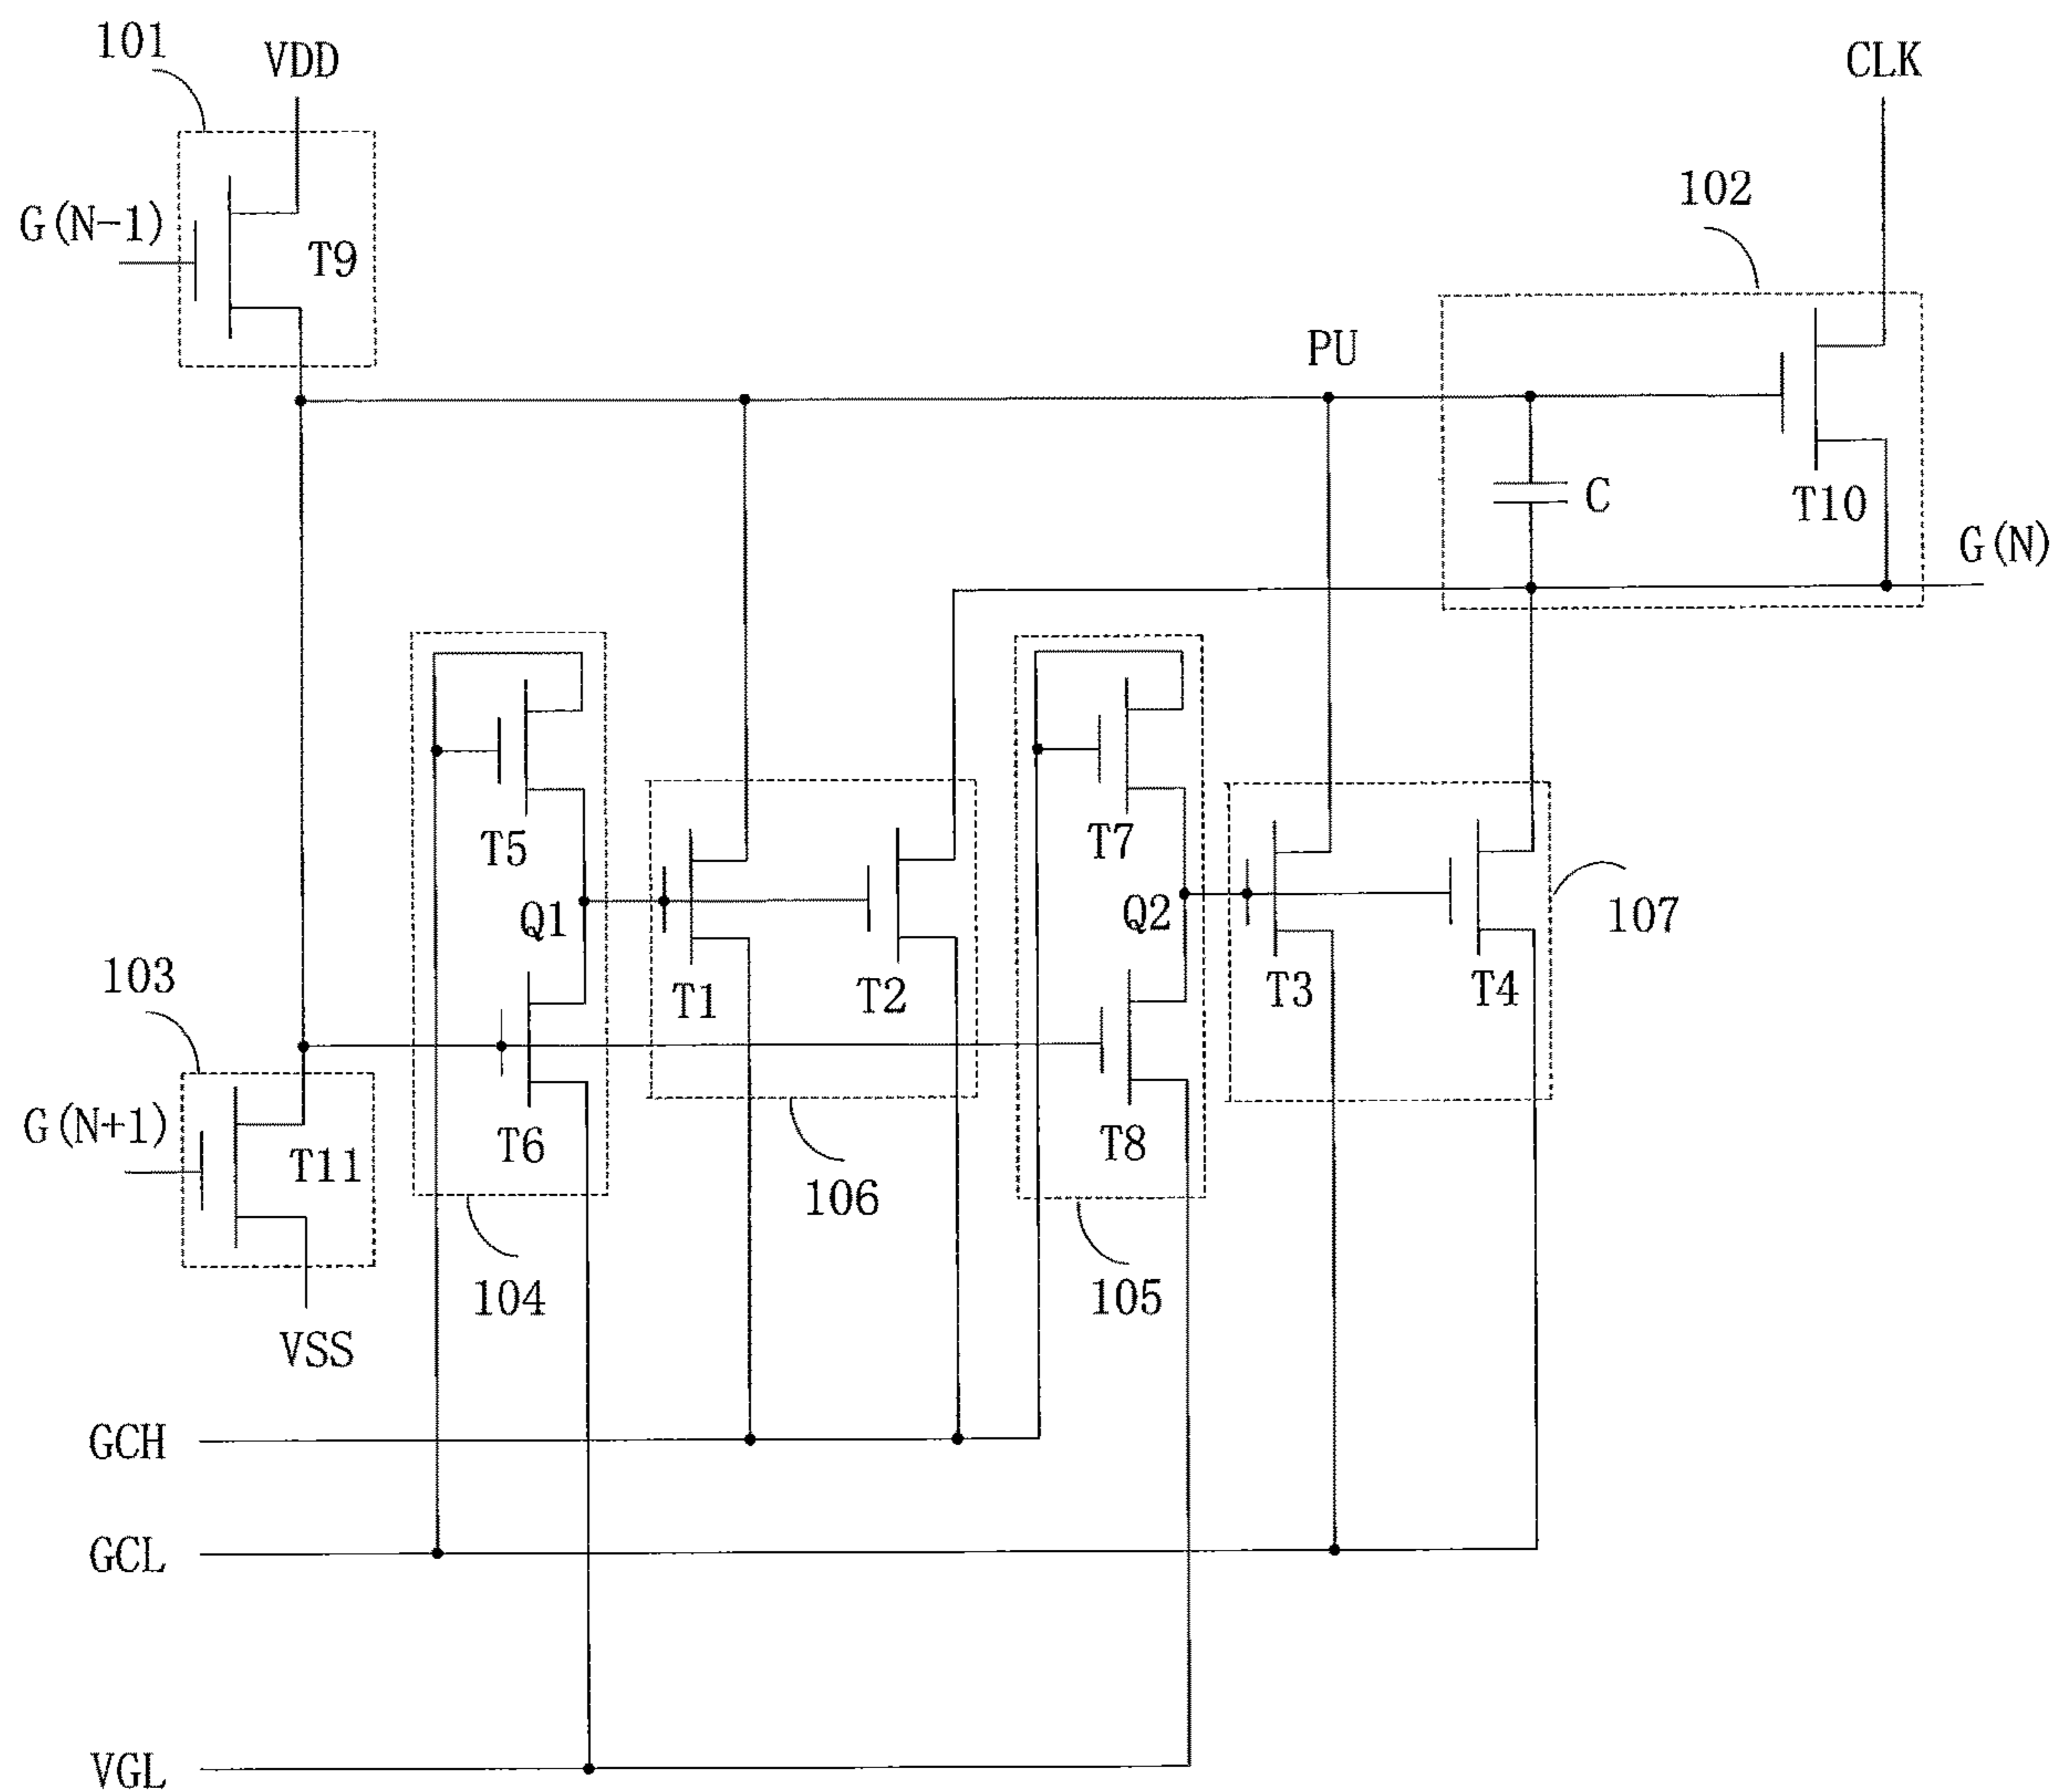 101
VDD
CLK
102
G(N-1)
T9
PU
C
T10
G(N)
T5
T7
Q1
Q2
107
103
T1
T2
T3
T4
G(N+1)
T11
T6
T8
106
104
105
VSS
GCH
GCL
VGL